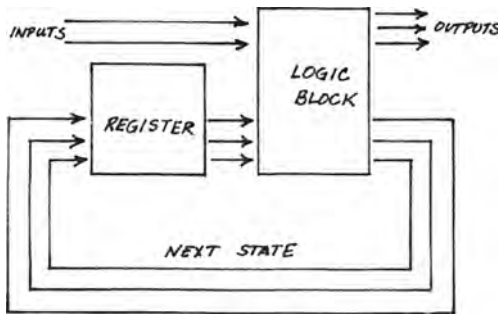 INPUTS
OUTPUTS
LOGIC
BLOCK
REGISTER
NEXT STATE